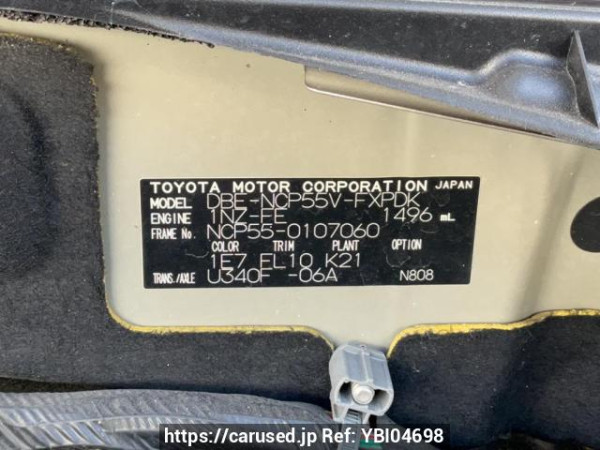 TOYOTA MOTOR CORPORATION JAPAN
MODEL DBE-NCP55V-FXPDK
ENGINE 1NZ-FE 1496 mL
FRAME NO. NCP55-0107060
COLOR TRIM PLANT OPTION
1E7 FL10 K21
TRANS./AXLE U340F -06A N808
https://carused.jp Ref: YBI04698